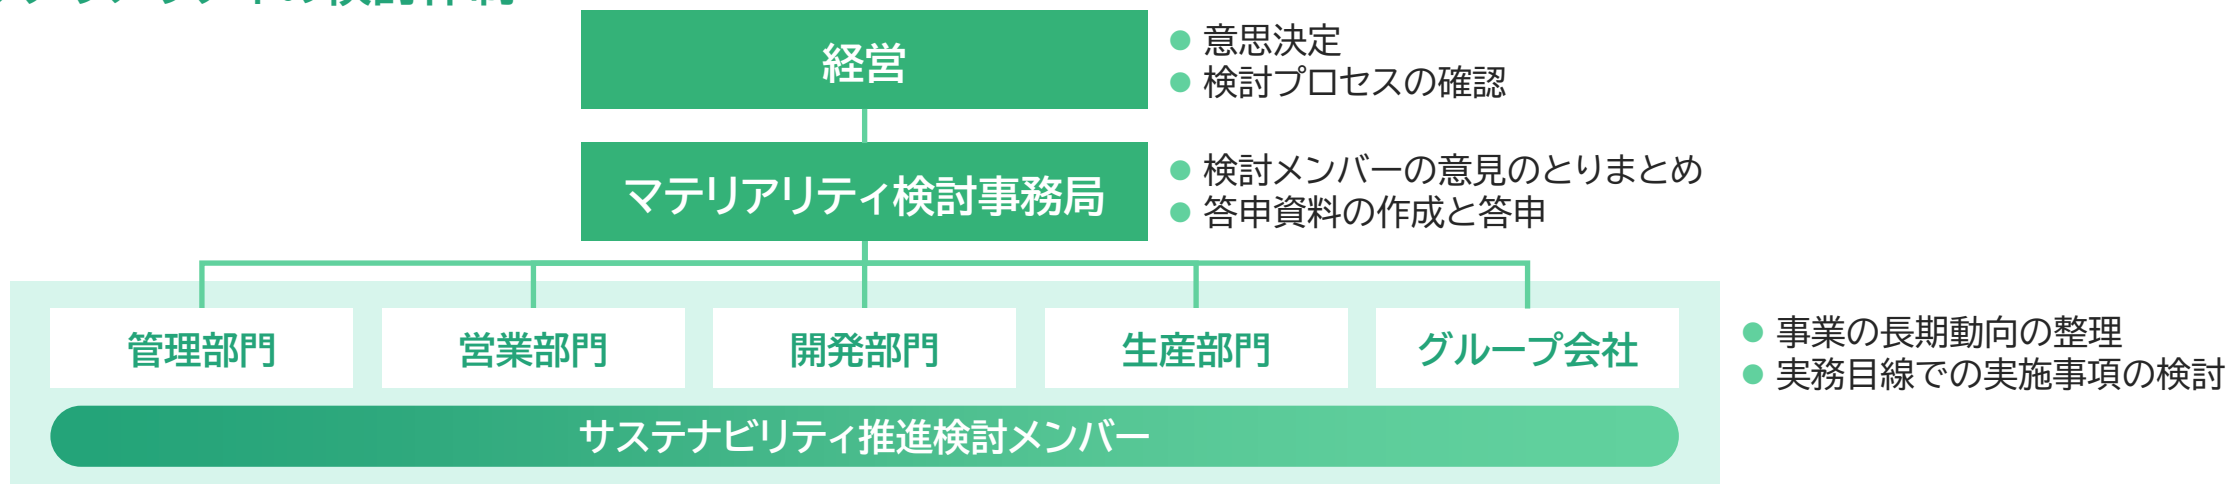 経営
● 意思決定
● 検討プロセスの確認
マテリアリティ検討事務局
● 検討メンバーの意見のとりまとめ
● 答申資料の作成と答申
管理部門 営業部門 開発部門 生産部門 グループ会社
● 事業の長期動向の整理
● 実務目線での実施事項の検討
サステナビリティ推進検討メンバー